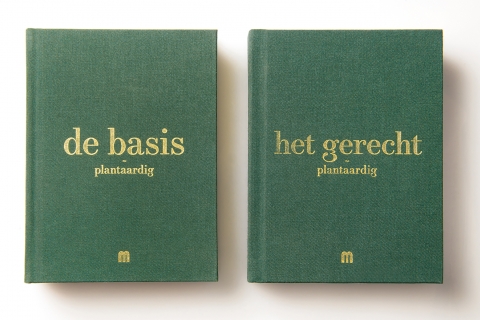 de basis
-
plantaardig
m
het gerecht
-
plantaardig
m